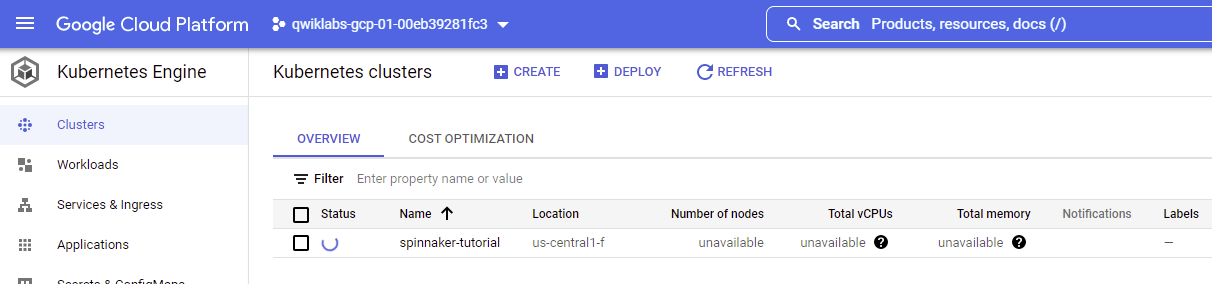 Google Cloud Platform qwiklabs-gcp-01-00eb39281fc3 Search Products, resources, docs (/)
Kubernetes Engine Kubernetes clusters CREATE DEPLOY REFRESH
Clusters
OVERVIEW COST OPTIMIZATION
Workloads
Filter Enter property name or value
Services & Ingress
Status Name Location Number of nodes Total vCPUs Total memory Notifications Labels
Applications
spinnaker-tutorial us-central1-f unavailable unavailable ? unavailable ? —
Secrets & ConfigMaps